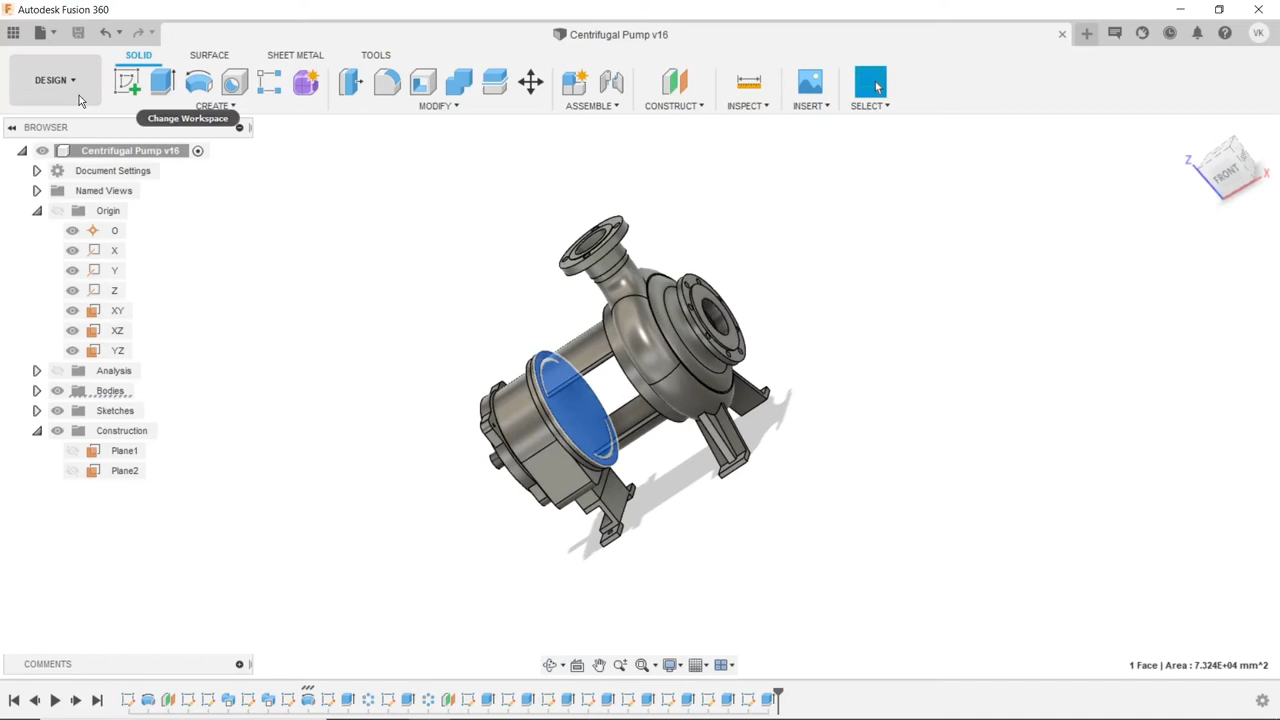 Autodesk Fusion 360
Centrifugal Pump v16
VK
DESIGN
SOLID SURFACE SHEET METAL TOOLS
CREATE MODIFY ASSEMBLE CONSTRUCT INSPECT INSERT SELECT
Change Workspace
BROWSER
Centrifugal Pump v16
Document Settings
Named Views
Origin
O
X
Y
Z
XY
XZ
YZ
Analysis
Bodies
Sketches
Construction
Plane1
Plane2
Z
FRONT
X
COMMENTS
1 Face | Area : 7.324E+04 mm^2